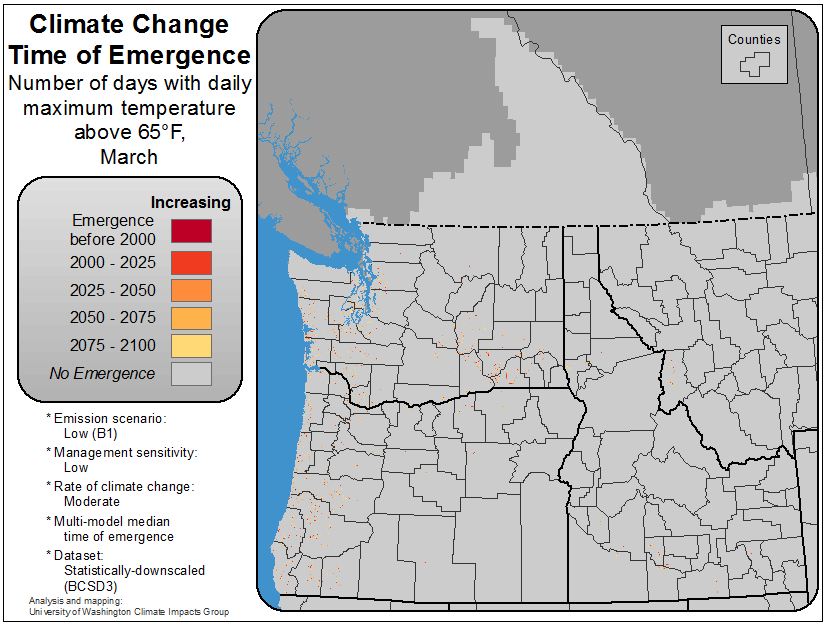 Climate Change
Time of Emergence
Number of days with daily
maximum temperature
above 65°F,
March
Increasing
Emergence
before 2000
2000 - 2025
2025 - 2050
2050 - 2075
2075 - 2100
No Emergence
* Emission scenario:
Low (B1)
* Management sensitivity:
Low
* Rate of climate change:
Moderate
* Multi-model median
time of emergence
* Dataset:
Statistically-downscaled
(BCSD3)
Analysis and mapping:
University of Washington Climate Impacts Group
Counties